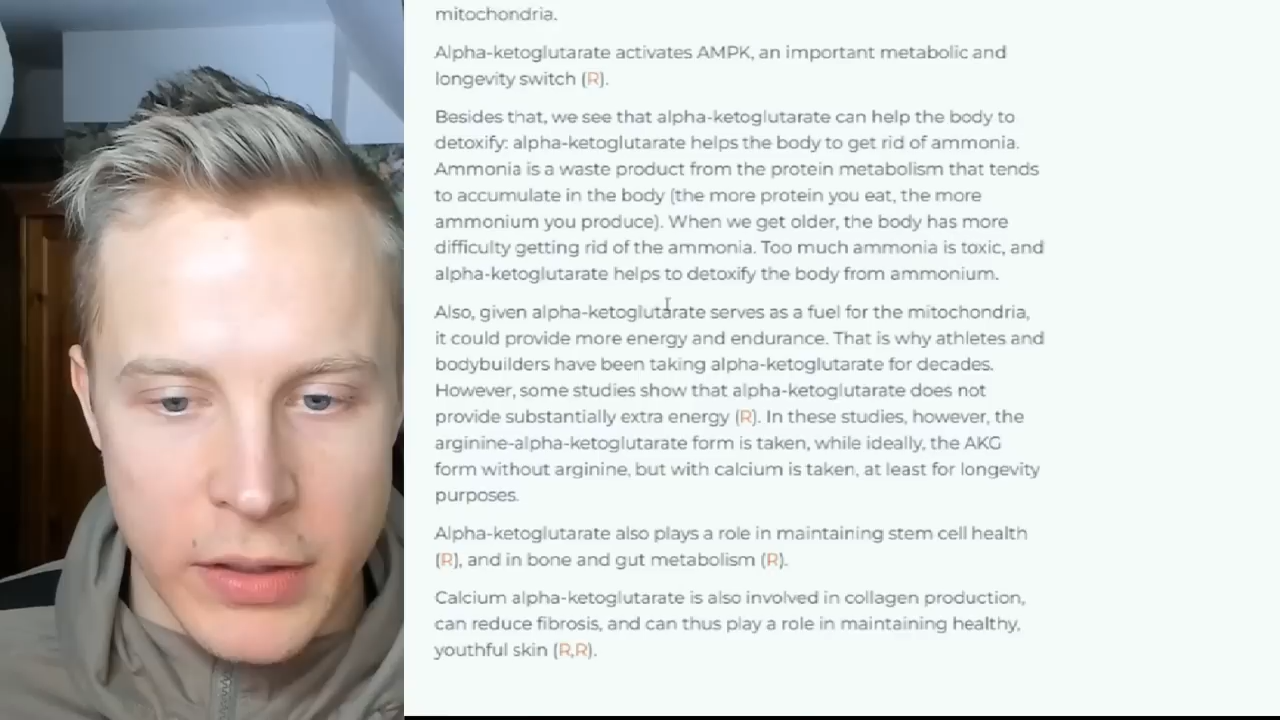 mitochondria.
Alpha-ketoglutarate activates AMPK, an important metabolic and
longevity switch (R).
Besides that, we see that alpha-ketoglutarate can help the body to
detoxify: alpha-ketoglutarate helps the body to get rid of ammonia.
Ammonia is a waste product from the protein metabolism that tends
to accumulate in the body (the more protein you eat, the more
ammonium you produce). When we get older, the body has more
difficulty getting rid of the ammonia. Too much ammonia is toxic, and
alpha-ketoglutarate helps to detoxify the body from ammonium.
Also, given alpha-ketoglutarate serves as a fuel for the mitochondria,
it could provide more energy and endurance. That is why athletes and
bodybuilders have been taking alpha-ketoglutarate for decades.
However, some studies show that alpha-ketoglutarate does not
provide substantially extra energy (R). In these studies, however, the
arginine-alpha-ketoglutarate form is taken, while ideally, the AKG
form without arginine, but with calcium is taken, at least for longevity
purposes.
Alpha-ketoglutarate also plays a role in maintaining stem cell health
(R), and in bone and gut metabolism (R).
Calcium alpha-ketoglutarate is also involved in collagen production,
can reduce fibrosis, and can thus play a role in maintaining healthy,
youthful skin (R,R).